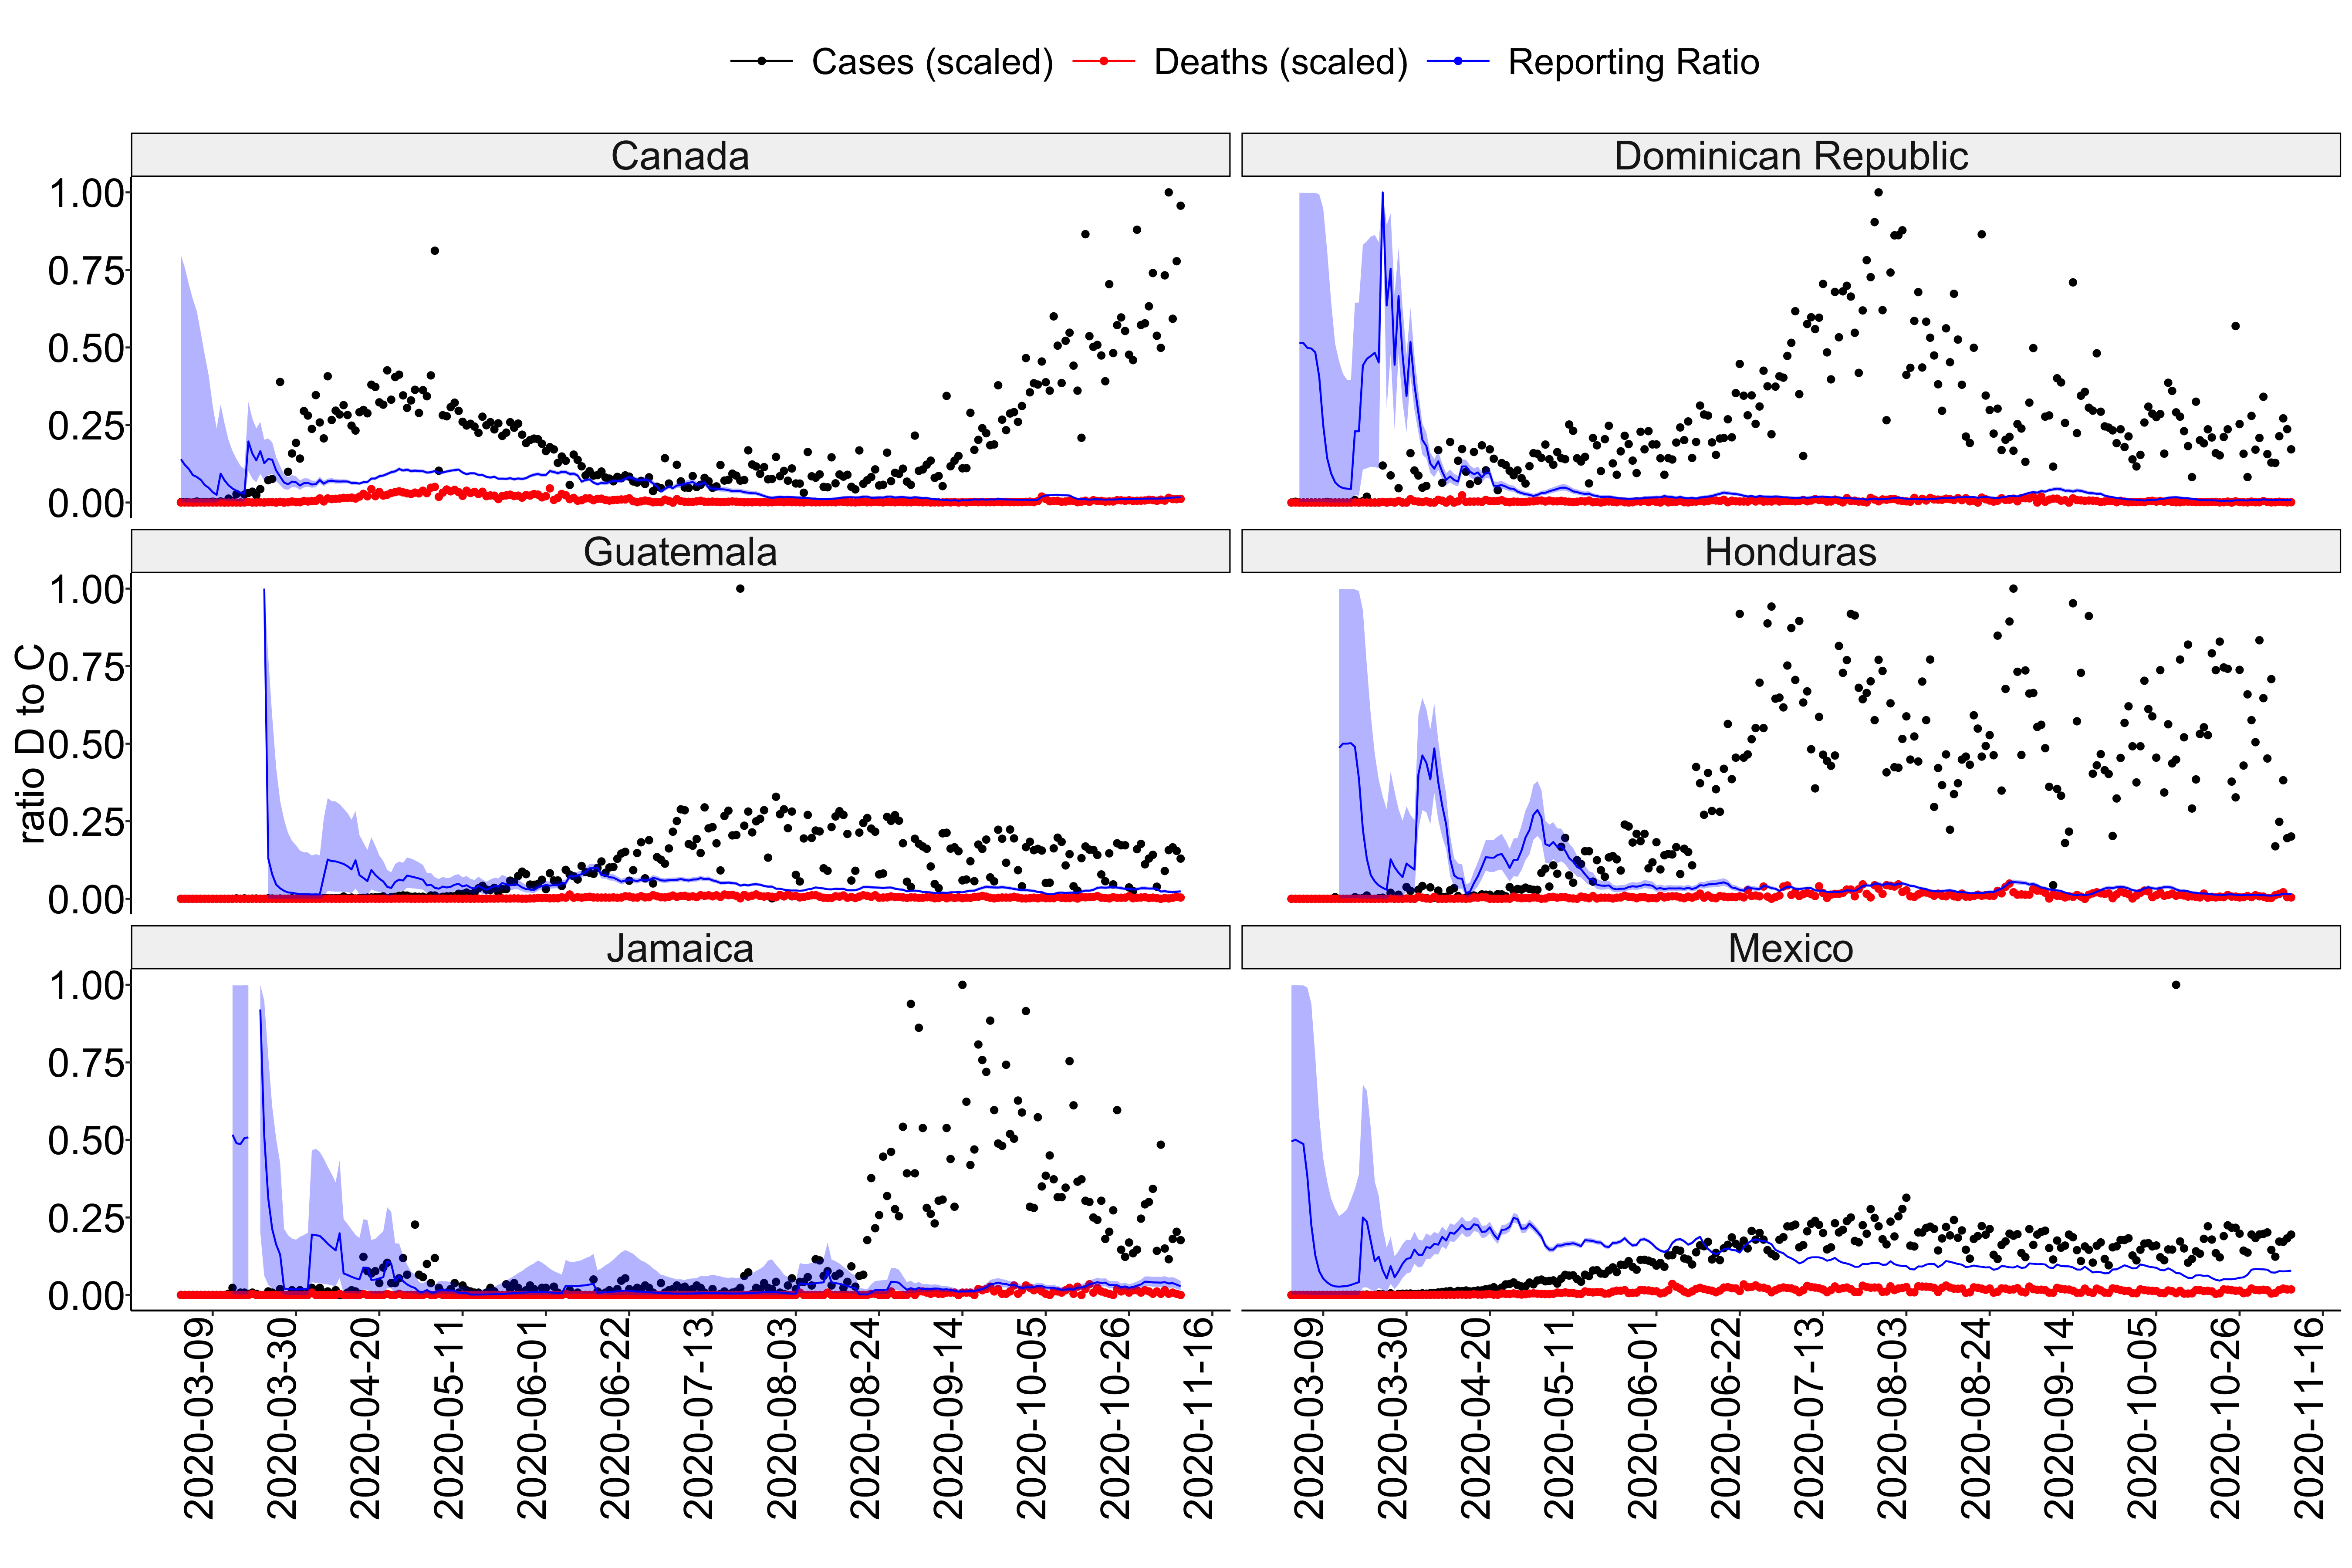 Cases (scaled) Deaths (scaled) Reporting Ratio
Canada Dominican Republic
1.00
0.75
0.50
0.25
0.00
Guatemala Honduras
1.00
0.75
0.50
0.25
0.00
ratio D to C
Jamaica Mexico
1.00
0.75
0.50
0.25
0.00
2020-03-09 2020-03-30 2020-04-20 2020-05-11 2020-06-01 2020-06-22 2020-07-13 2020-08-03 2020-08-24 2020-09-14 2020-10-05 2020-10-26 2020-11-16
2020-03-09 2020-03-30 2020-04-20 2020-05-11 2020-06-01 2020-06-22 2020-07-13 2020-08-03 2020-08-24 2020-09-14 2020-10-05 2020-10-26 2020-11-16